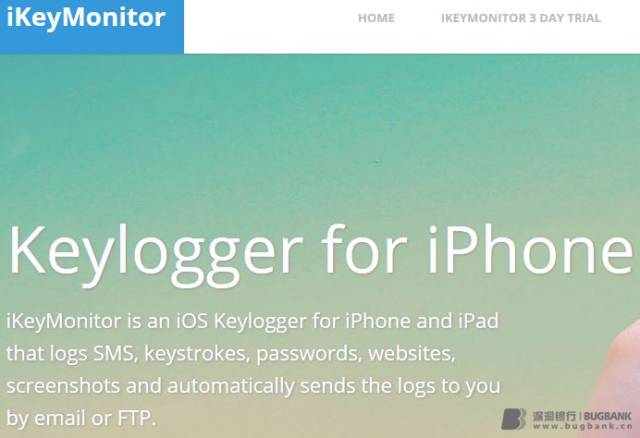 iKeyMonitor
HOME
IKEYMONITOR 3 DAY TRIAL
Keylogger for iPhone
iKeyMonitor is an iOS Keylogger for iPhone and iPad
that logs SMS, keystrokes, passwords, websites,
screenshots and automatically sends the logs to you
by email or FTP.
漏洞银行 | BUGBANK
www.bugbank.cn